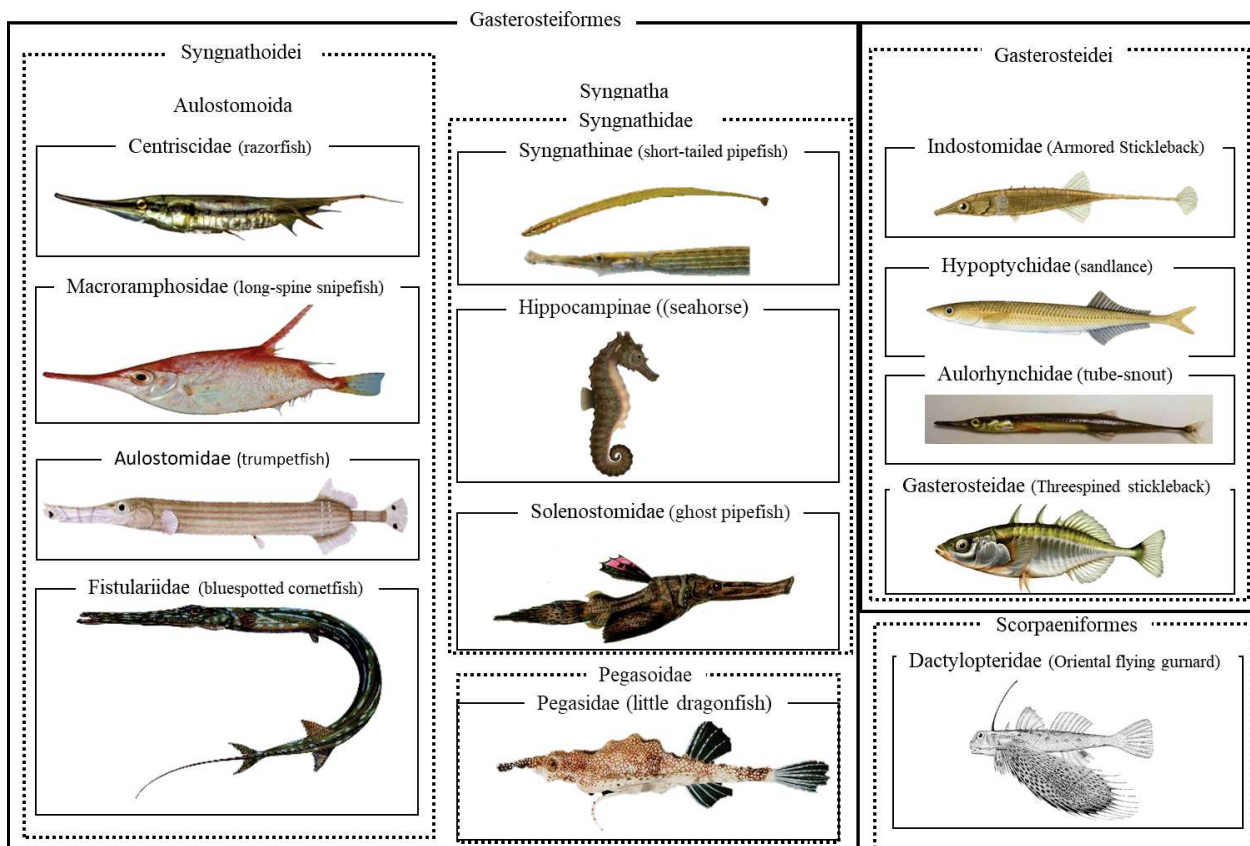 Gasterosteiformes
Syngnathoidei
Aulostomoida
Centriscidae (razorfish)
Macroramphosidae (long-spine snipefish)
Aulostomidae (trumpetfish)
Fistulariidae (bluespotted cornetfish)
Syngnatha
Syngnathidae
Syngnathinae (short-tailed pipefish)
Hippocampinae ((seahorse)
Solenostomidae (ghost pipefish)
Pegasoidae
Pegasidae (little dragonfish)
Gasterosteidei
Indostomidae (Armored Stickleback)
Hypoptychidae (sandlance)
Aulorhynchidae (tube-snout)
Gasterosteidae (Threespined stickleback)
Scorpaeniformes
Dactylopteridae (Oriental flying gurnard)